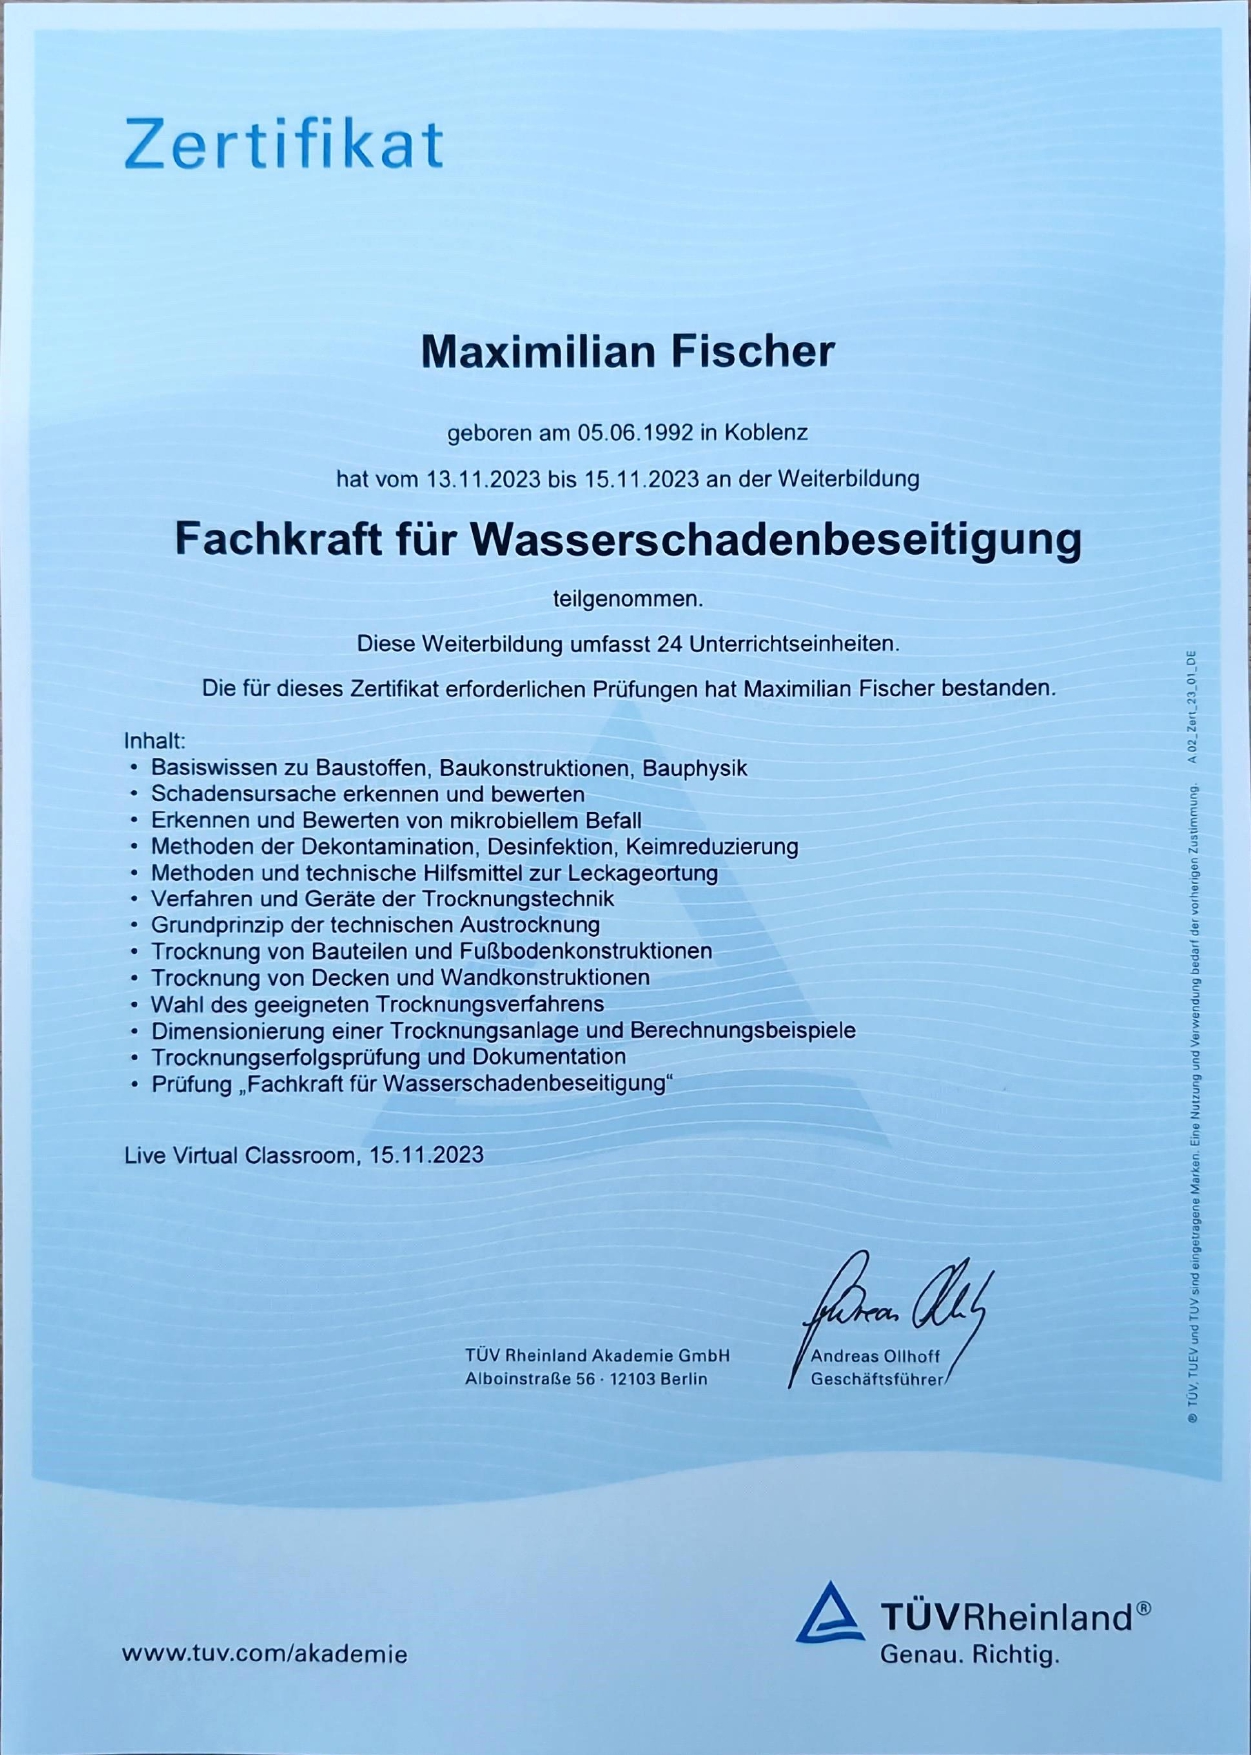 Zertifikat
Maximilian Fischer
geboren am 05.06.1992 in Koblenz
hat vom 13.11.2023 bis 15.11.2023 an der Weiterbildung
Fachkraft für Wasserschadenbeseitigung
teilgenommen.
Diese Weiterbildung umfasst 24 Unterrichtseinheiten.
Die für dieses Zertifikat erforderlichen Prüfungen hat Maximilian Fischer bestanden.
Inhalt:
• Basiswissen zu Baustoffen, Baukonstruktionen, Bauphysik
• Schadensursache erkennen und bewerten
• Erkennen und Bewerten von mikrobiellem Befall
• Methoden der Dekontamination, Desinfektion, Keimreduzierung
• Methoden und technische Hilfsmittel zur Leckageortung
• Verfahren und Geräte der Trocknungstechnik
• Grundprinzip der technischen Austrocknung
• Trocknung von Bauteilen und Fußbodenkonstruktionen
• Trocknung von Decken und Wandkonstruktionen
• Wahl des geeigneten Trocknungsverfahrens
• Dimensionierung einer Trocknungsanlage und Berechnungsbeispiele
• Trocknungserfolgsprüfung und Dokumentation
• Prüfung „Fachkraft für Wasserschadenbeseitigung“
Live Virtual Classroom, 15.11.2023
TÜV Rheinland Akademie GmbH
Alboinstraße 56 · 12103 Berlin
Andreas Ollhoff
Geschäftsführer
® TÜV, TUEV und TUV sind eingetragene Marken. Eine Nutzung und Verwendung bedarf der vorherigen Zustimmung. A 02_Zert_23_01_DE
www.tuv.com/akademie
TÜVRheinland®
Genau. Richtig.